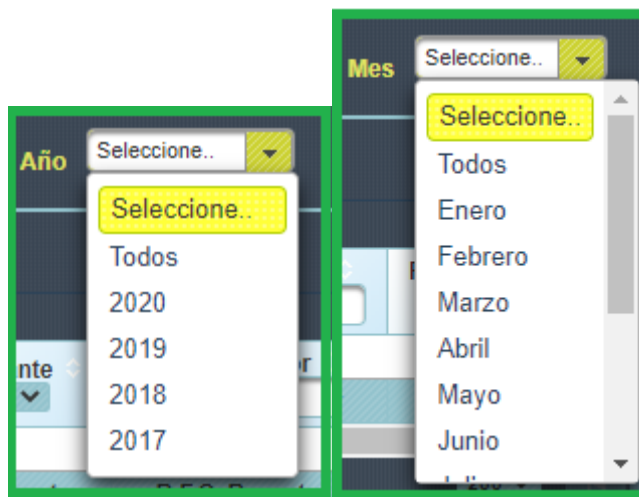 Año
Seleccione..
Seleccione..
Todos
2020
2019
2018
2017
nte
or
Mes
Seleccione..
Seleccione..
Todos
Enero
Febrero
Marzo
Abril
Mayo
Junio